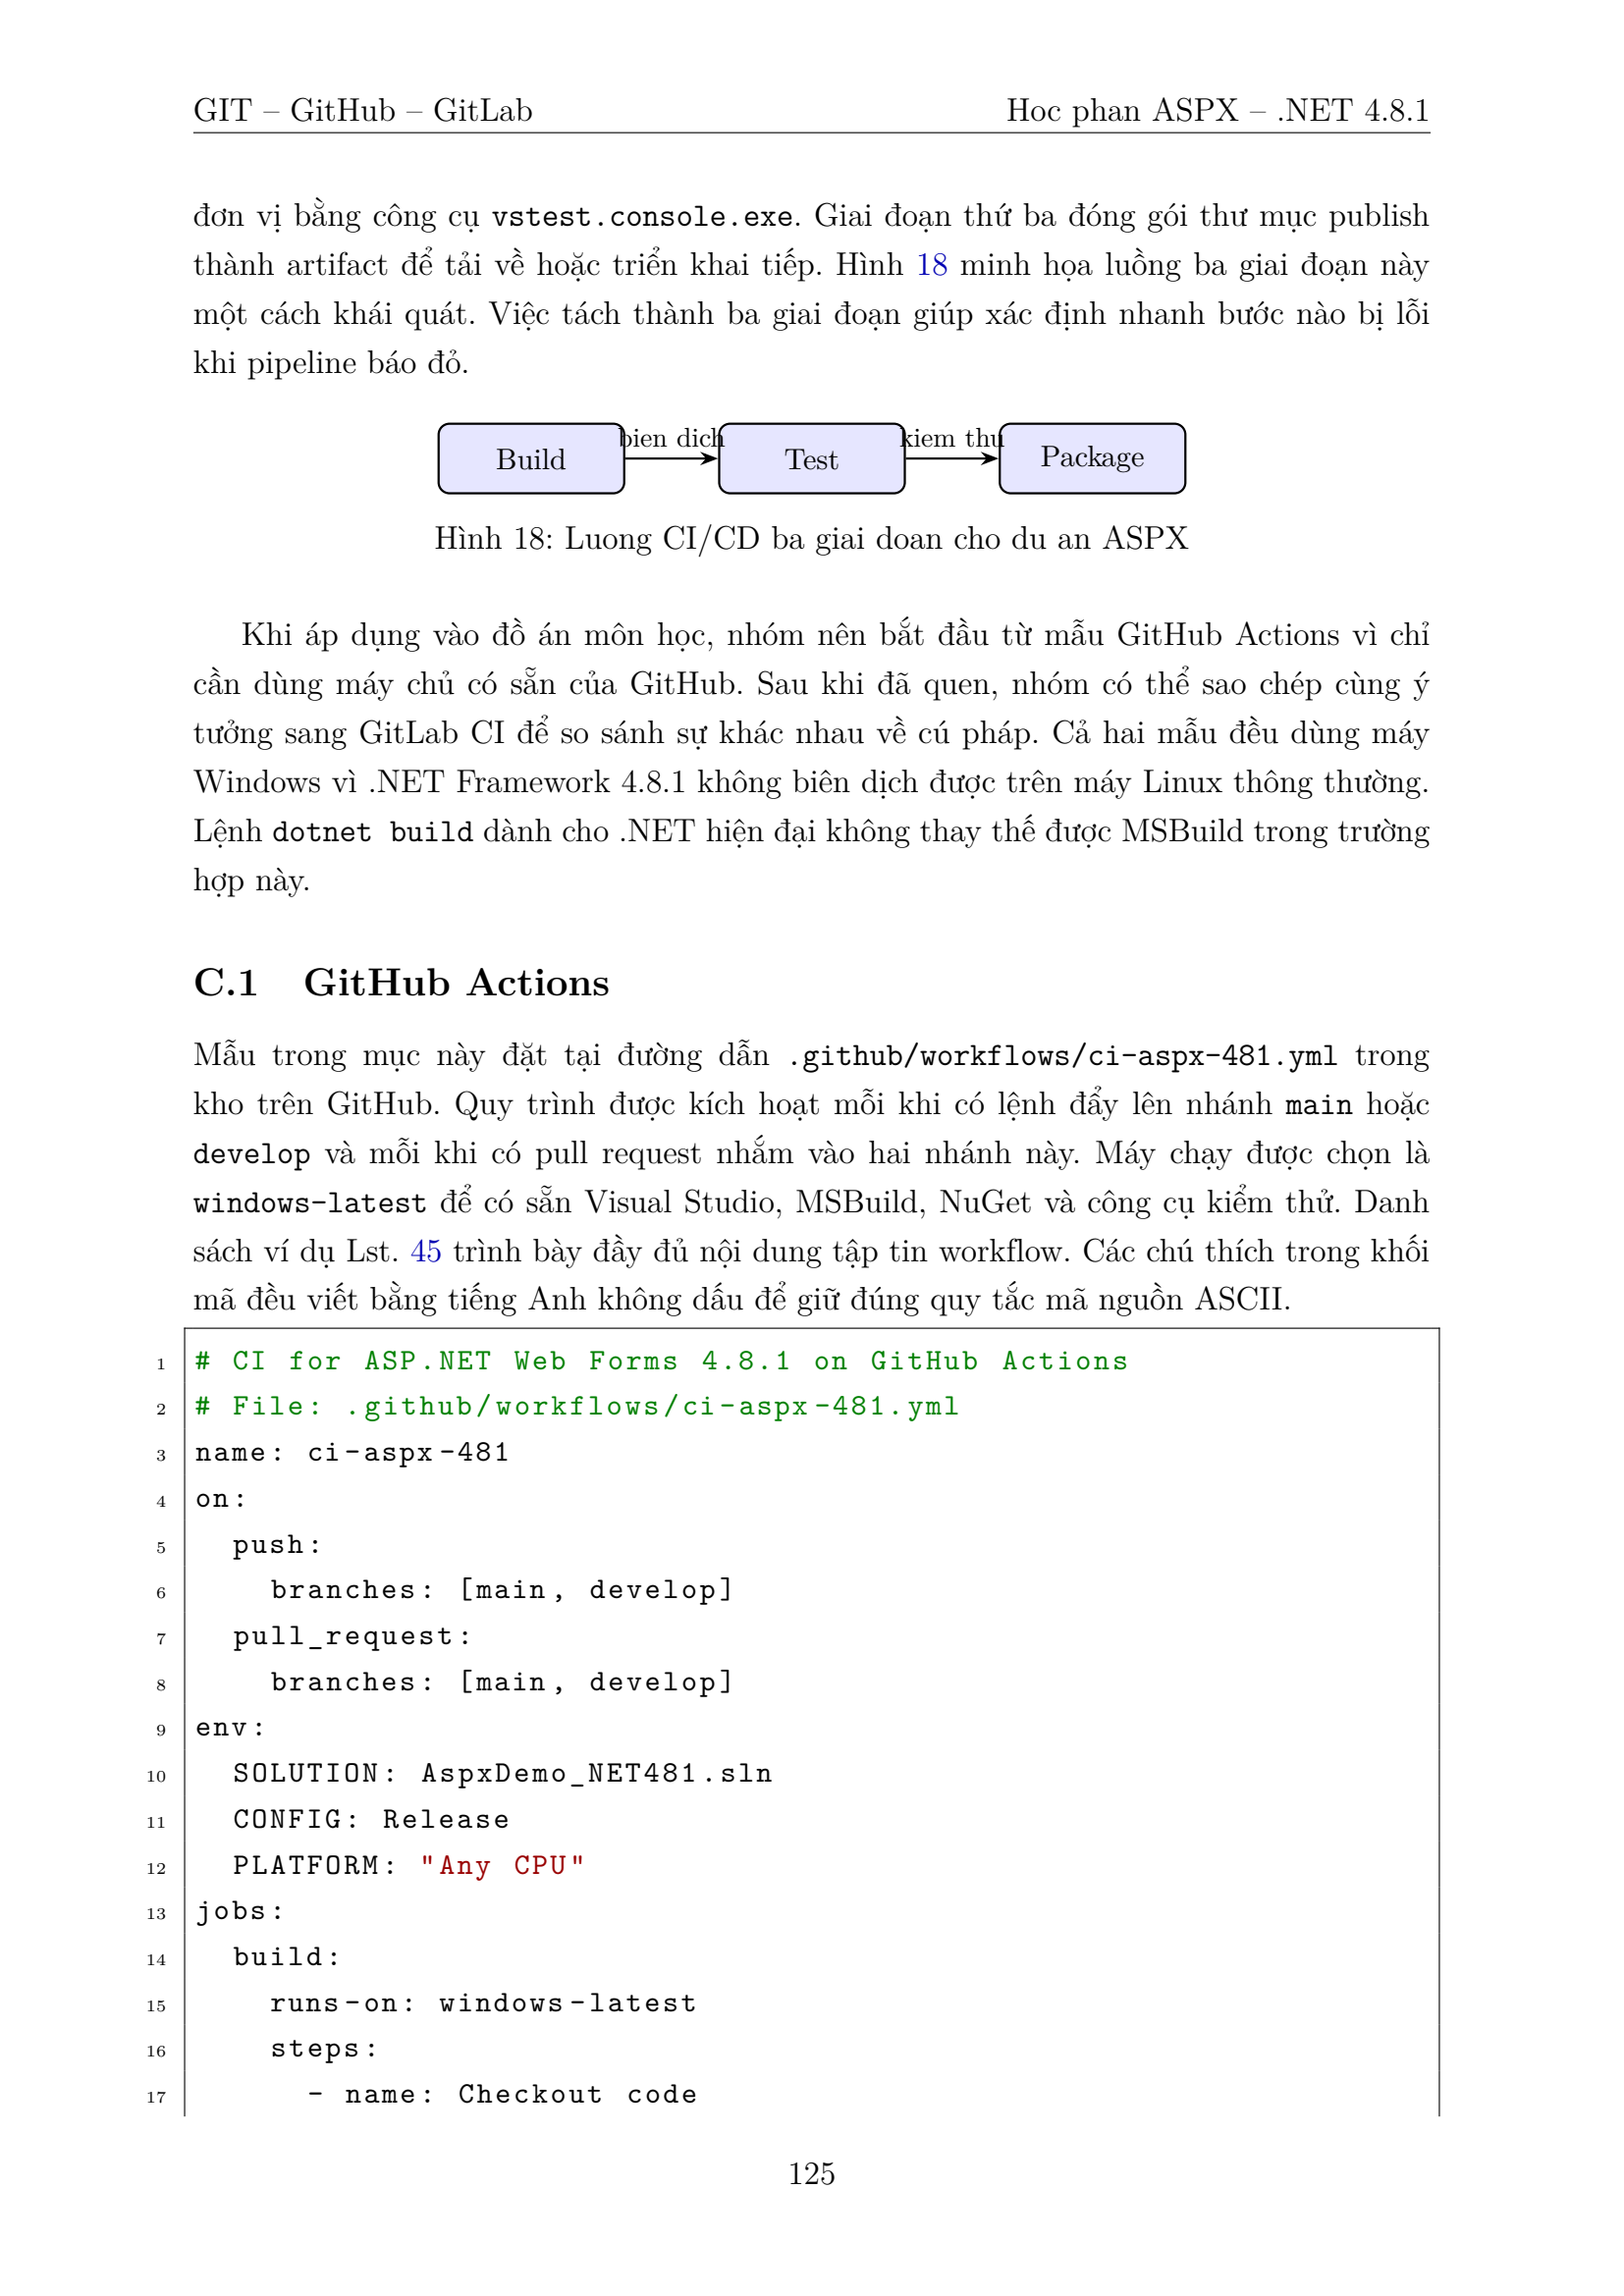 GIT – GitHub – GitLab
Hoc phan ASPX – .NET 4.8.1
đơn vị bằng công cụ vstest.console.exe. Giai đoạn thứ ba đóng gói thư mục publish
thành artifact để tải về hoặc triển khai tiếp. Hình 18 minh họa luồng ba giai đoạn này
một cách khái quát. Việc tách thành ba giai đoạn giúp xác định nhanh bước nào bị lỗi
khi pipeline báo đỏ.
Build
bien dich
Test
kiem thu
Package
Hình 18: Luong CI/CD ba giai doan cho du an ASPX
Khi áp dụng vào đồ án môn học, nhóm nên bắt đầu từ mẫu GitHub Actions vì chỉ
cần dùng máy chủ có sẵn của GitHub. Sau khi đã quen, nhóm có thể sao chép cùng ý
tưởng sang GitLab CI để so sánh sự khác nhau về cú pháp. Cả hai mẫu đều dùng máy
Windows vì .NET Framework 4.8.1 không biên dịch được trên máy Linux thông thường.
Lệnh dotnet build dành cho .NET hiện đại không thay thế được MSBuild trong trường
hợp này.
C.1 GitHub Actions
Mẫu trong mục này đặt tại đường dẫn .github/workflows/ci-aspx-481.yml trong
kho trên GitHub. Quy trình được kích hoạt mỗi khi có lệnh đẩy lên nhánh main hoặc
develop và mỗi khi có pull request nhắm vào hai nhánh này. Máy chạy được chọn là
windows-latest để có sẵn Visual Studio, MSBuild, NuGet và công cụ kiểm thử. Danh
sách ví dụ Lst. 45 trình bày đầy đủ nội dung tập tin workflow. Các chú thích trong khối
mã đều viết bằng tiếng Anh không dấu để giữ đúng quy tắc mã nguồn ASCII.
1 # CI for ASP.NET Web Forms 4.8.1 on GitHub Actions
2 # File: .github/workflows/ci-aspx-481.yml
3 name: ci-aspx-481
4 on:
5   push:
6     branches: [main, develop]
7   pull_request:
8     branches: [main, develop]
9 env:
10   SOLUTION: AspxDemo_NET481.sln
11   CONFIG: Release
12   PLATFORM: "Any CPU"
13 jobs:
14   build:
15     runs-on: windows-latest
16     steps:
17       - name: Checkout code
125